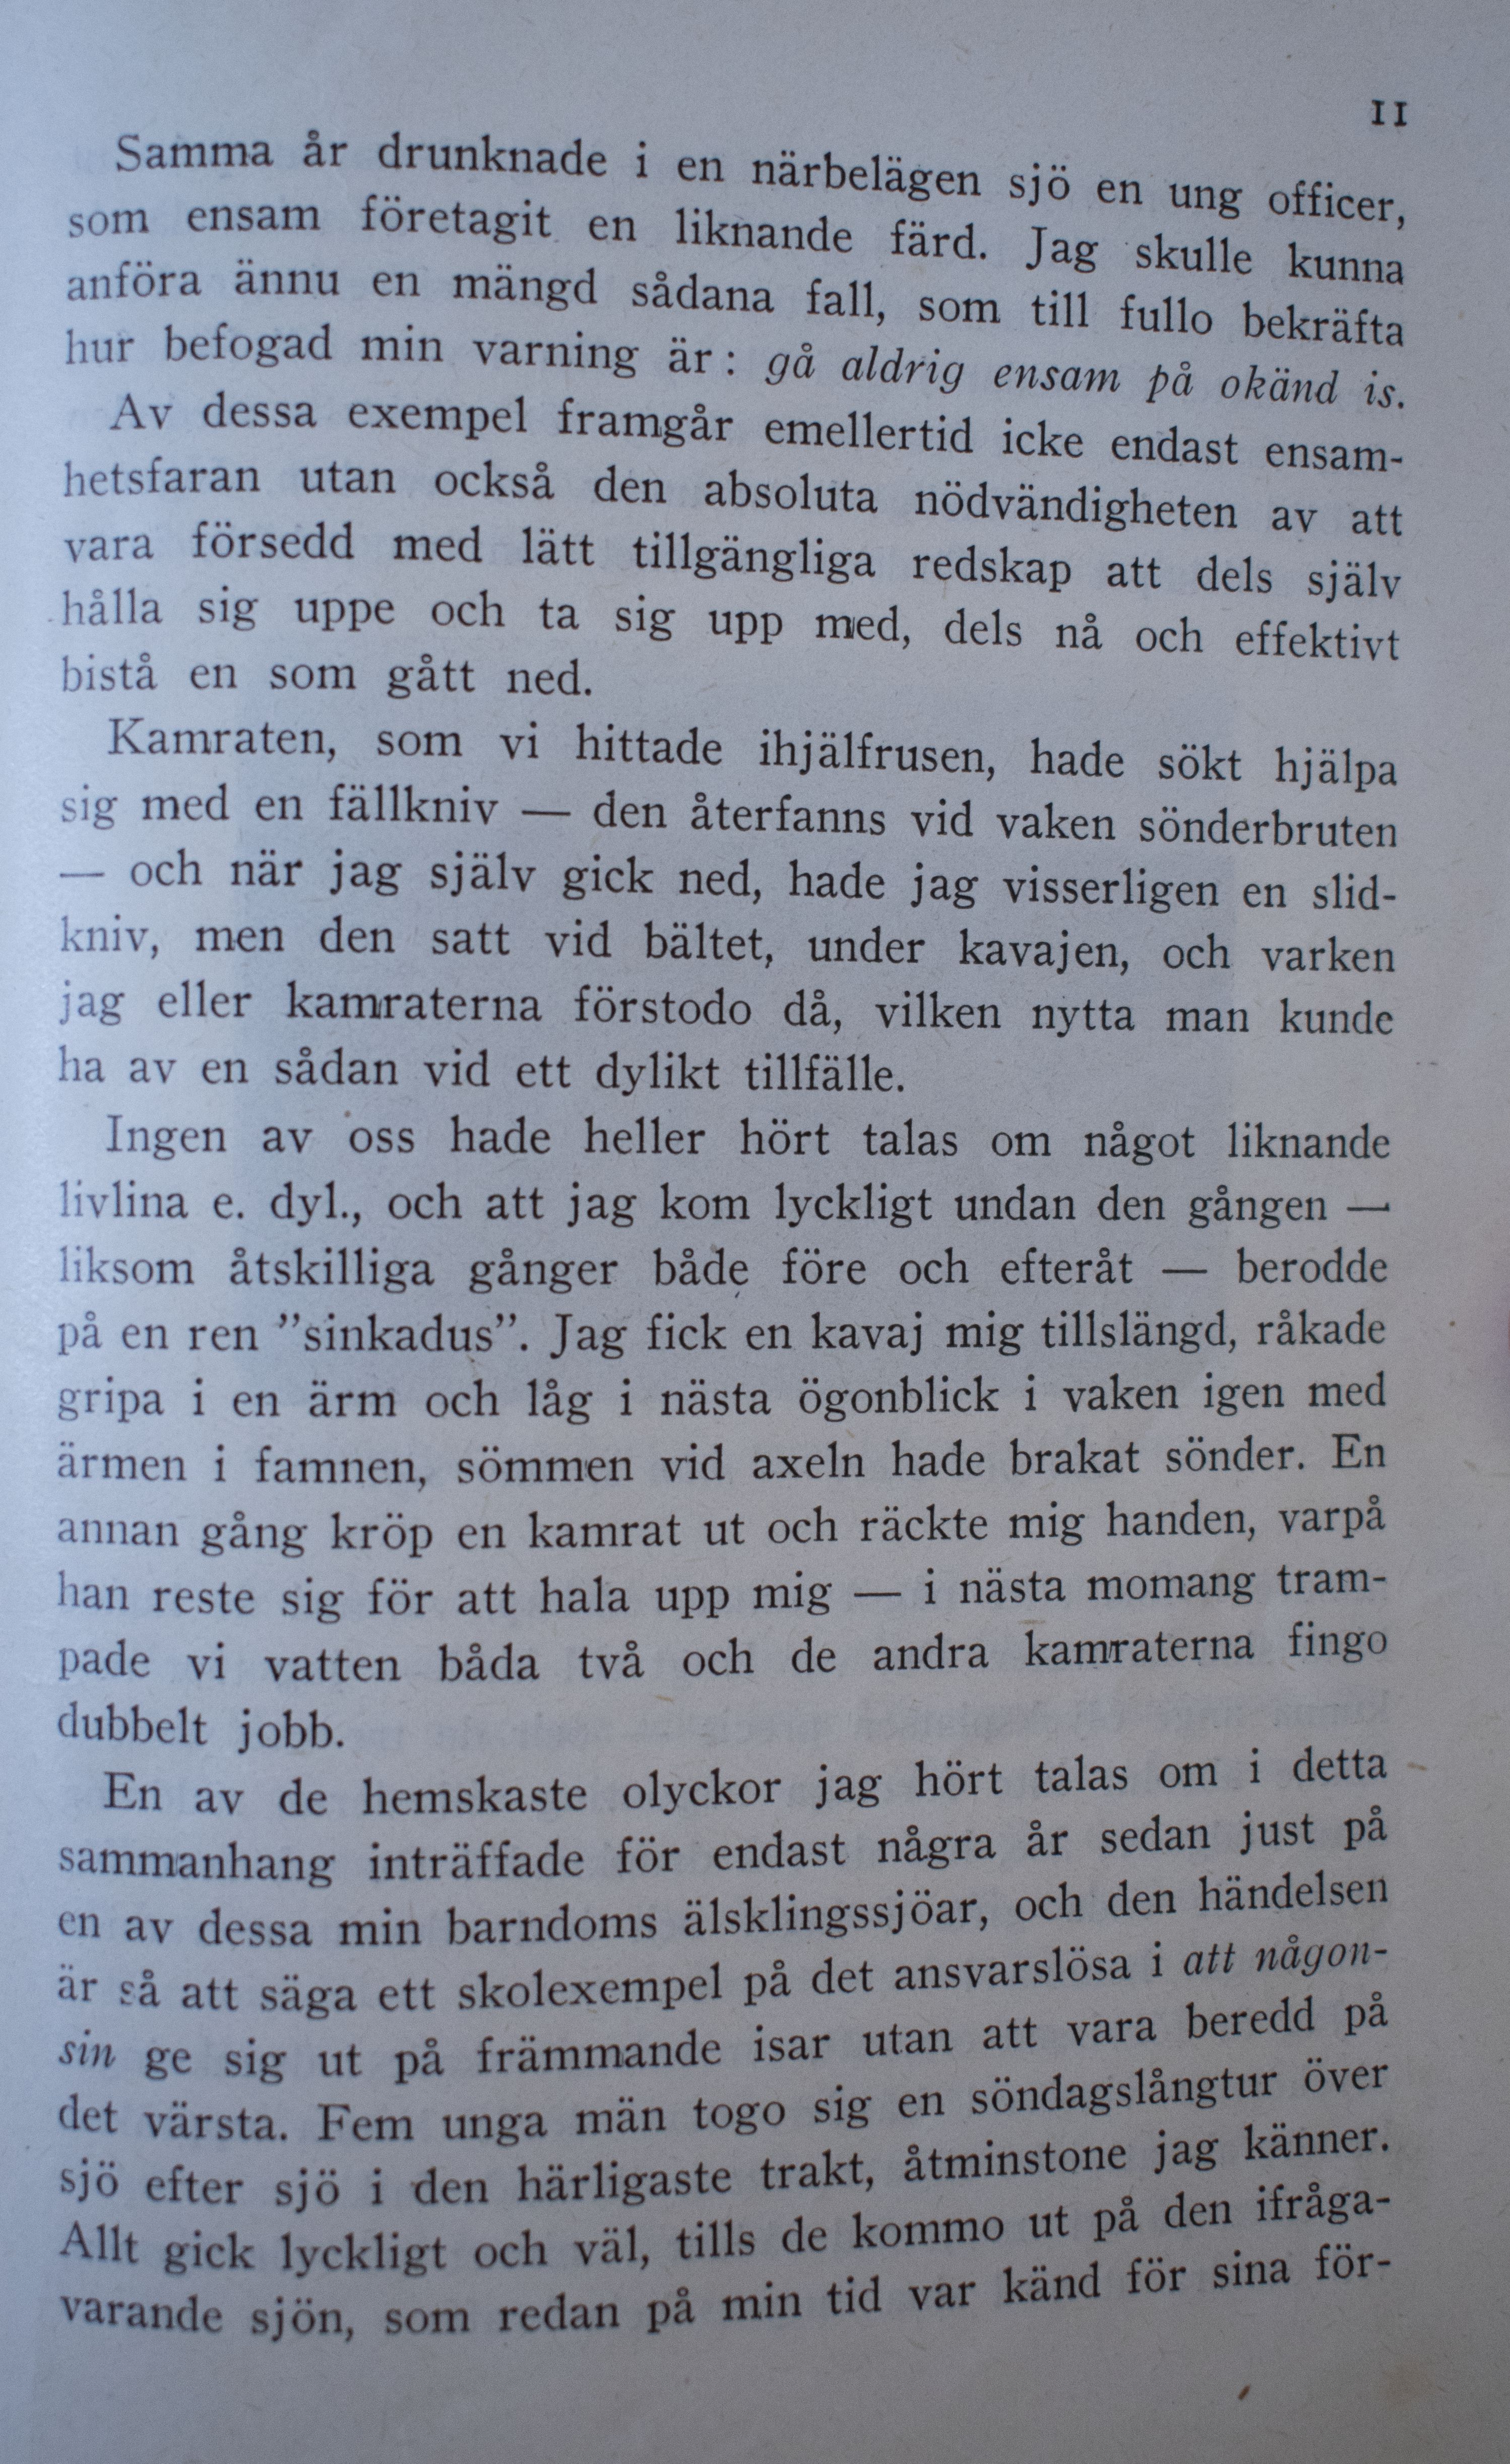 11
Samma år drunknade i en närbelägen sjö en ung officer,
som ensam företagit en liknande färd. Jag skulle kunna
anföra ännu en mängd sådana fall, som till fullo bekräfta
hur befogad min varning är: gå aldrig ensam på okänd is.
Av dessa exempel framgår emellertid icke endast ensam-
hetsfaran utan också den absoluta nödvändigheten av att
vara försedd med lätt tillgängliga redskap att dels själv
hålla sig uppe och ta sig upp med, dels nå och effektivt
bistå en som gått ned.
Kamraten, som vi hittade ihjälfrusen, hade sökt hjälpa
sig med en fällkniv — den återfanns vid vaken sönderbruten
— och när jag själv gick ned, hade jag visserligen en slid-
kniv, men den satt vid bältet, under kavajen, och varken
jag eller kamraterna förstodo då, vilken nytta man kunde
ha av en sådan vid ett dylikt tillfälle.
Ingen av oss hade heller hört talas om något liknande
livlina e. dyl., och att jag kom lyckligt undan den gången —
liksom åtskilliga gånger både före och efteråt — berodde
på en ren ”sinkadus”. Jag fick en kavaj mig tillslängd, råkade
gripa i en ärm och låg i nästa ögonblick i vaken igen med
ärmen i famnen, sömmen vid axeln hade brakat sönder. En
annan gång kröp en kamrat ut och räckte mig handen, varpå
han reste sig för att hala upp mig — i nästa momang tram-
pade vi vatten båda två och de andra kamraterna fingo
dubbelt jobb.
En av de hemskaste olyckor jag hört talas om i detta
sammanhang inträffade för endast några år sedan just på
en av dessa min barndoms älsklingssjöar, och den händelsen
är så att säga ett skolexempel på det ansvarslösa i att någon-
sin ge sig ut på främmande isar utan att vara beredd på
det värsta. Fem unga män togo sig en söndagslångtur över
sjö efter sjö i den härligaste trakt, åtminstone jag känner.
Allt gick lyckligt och väl, tills de kommo ut på den ifråga-
varande sjön, som redan på min tid var känd för sina för-